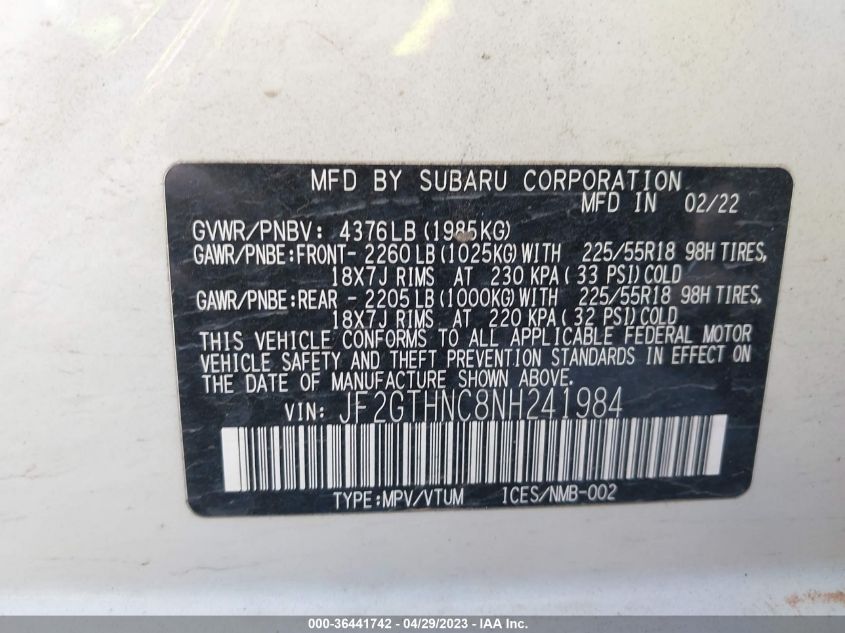 MFD BY SUBARU CORPORATION
MFD IN 02/22
GVWR/PNBV: 4376LB(1985KG)
GAWR/PNBE:FRONT- 2260LB(1025KG)WITH 225/55R18 98H TIRES,
18X7J RIMS AT 230 KPA( 33 PSI)COLD
GAWR/PNBE:REAR - 2205LB(1000KG)WITH 225/55R18 98H TIRES,
18X7J RIMS AT 220 KPA( 32 PSI)COLD
THIS VEHICLE CONFORMS TO ALL APPLICABLE FEDERAL MOTOR
VEHICLE SAFETY AND THEFT PREVENTION STANDARDS IN EFFECT ON
THE DATE OF MANUFACTURE SHOWN ABOVE.
VIN: JF2GTHNC8NH241984
TYPE:MPV/VTUM ICES/NMB-002
000-36441742 - 04/29/2023 - IAA Inc.